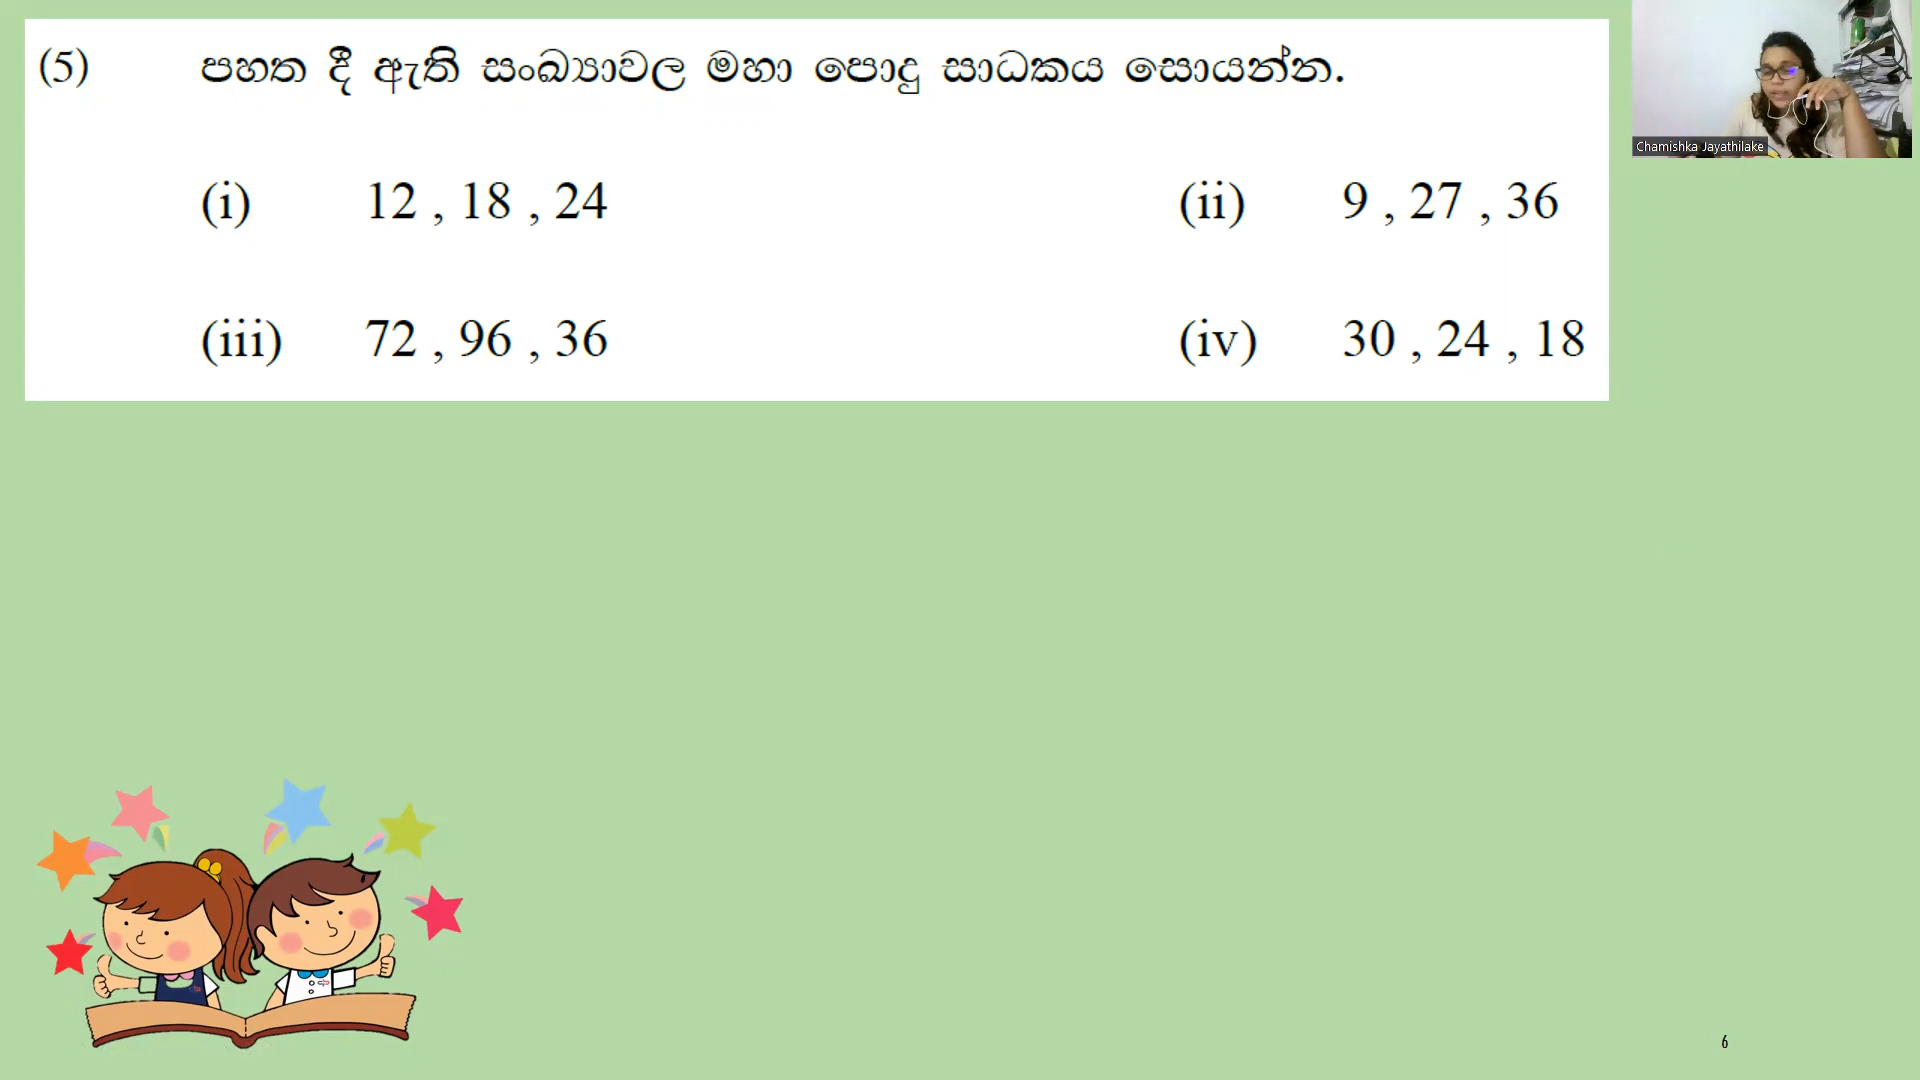 (5) පහත දී ඇති සංඛ්‍යාවල මහා පොදු සාධකය සොයන්න.
(i) 12 , 18 , 24 (ii) 9 , 27 , 36
(iii) 72 , 96 , 36 (iv) 30 , 24 , 18
Chamishka Jayathilake
6